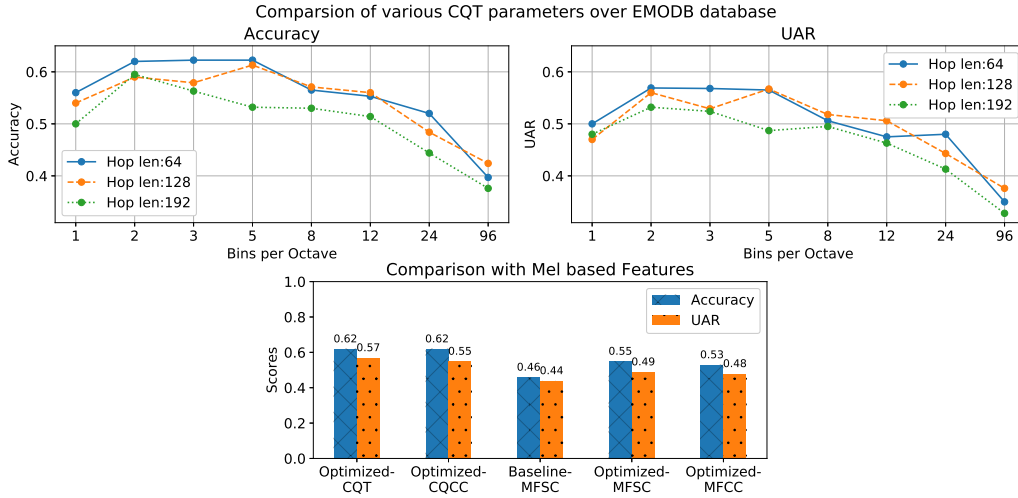 Comparsion of various CQT parameters over EMODB database
Accuracy
Accuracy
0.6
0.5
0.4
Hop len:64
Hop len:128
Hop len:192
1 2 3 5 8 12 24 96
Bins per Octave
UAR
UAR
0.6
0.5
0.4
Hop len:64
Hop len:128
Hop len:192
1 2 3 5 8 12 24 96
Bins per Octave
Comparison with Mel based Features
Scores
1.0
0.8
0.6
0.4
0.2
0.0
Accuracy
UAR
0.62 0.57 0.62 0.55 0.46 0.44 0.55 0.49 0.53 0.48
Optimized- Optimized- Baseline- Optimized- Optimized-
CQT CQCC MFSC MFSC MFCC